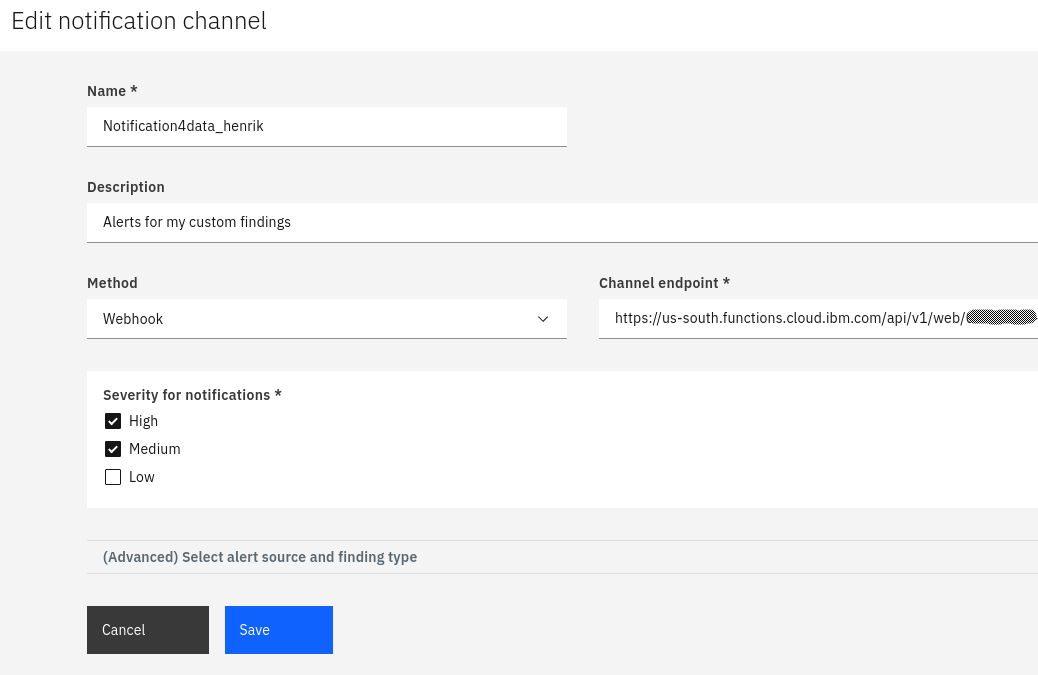 Edit notification channel
Name *
Notification4data_henrik
Description
Alerts for my custom findings
Method
Channel endpoint *
Webhook
https://us-south.functions.cloud.ibm.com/api/v1/web/
Severity for notifications *
High
Medium
Low
(Advanced) Select alert source and finding type
Cancel
Save